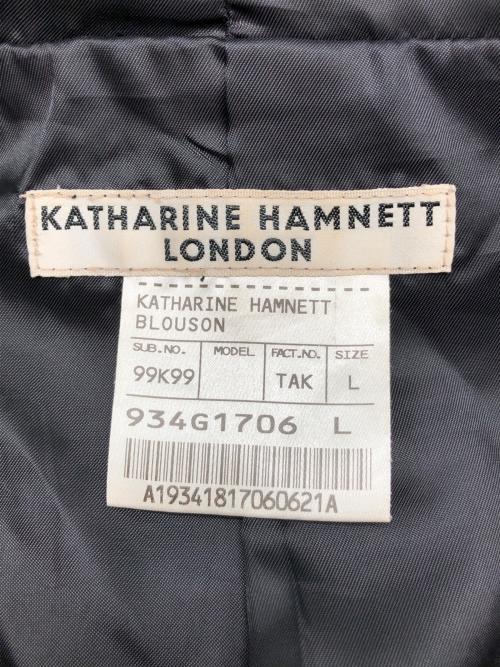 KATHARINE HAMNETT
LONDON
KATHARINE HAMNETT
BLOUSON
SUB.NO. MODEL FACT.NO. SIZE
99K99 TAK L
934G1706 L
A19341817060621A